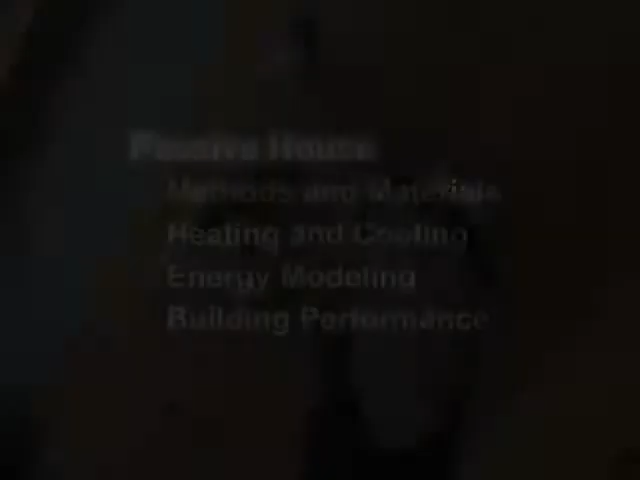 Passive House
Methods and Materials
Heating and Cooling
Energy Modeling
Building Performance